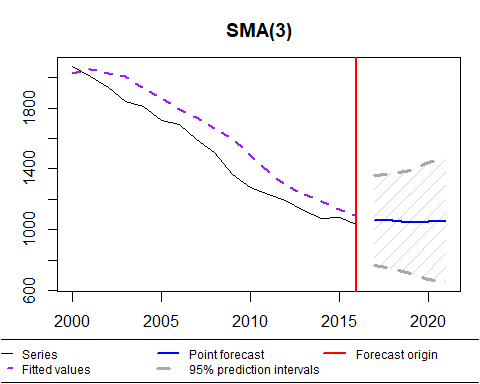 SMA(3)
1800
1400
1000
600
2000 2005 2010 2015 2020
Series Point forecast Forecast origin
Fitted values 95% prediction intervals